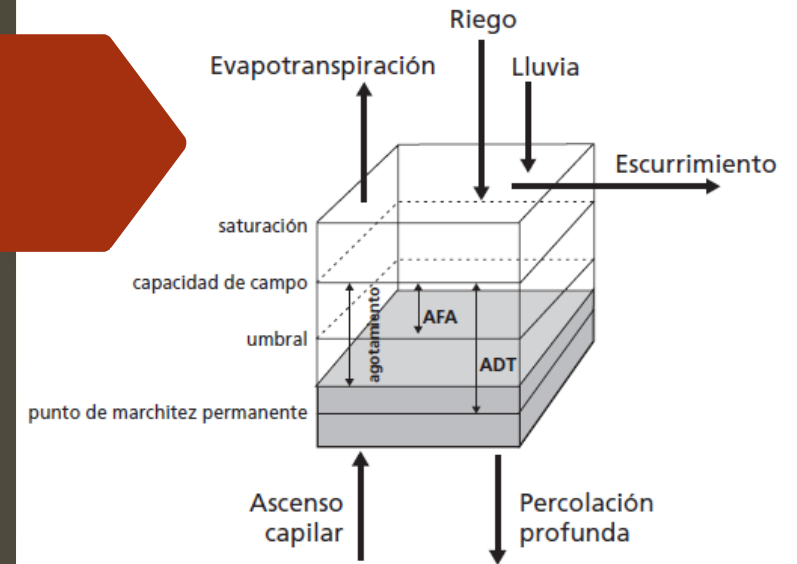 Riego
Evapotranspiración
Lluvia
Escurrimiento
saturación
capacidad de campo
agotamiento
AFA
umbral
ADT
punto de marchitez permanente
Ascenso
capilar
Percolación
profunda